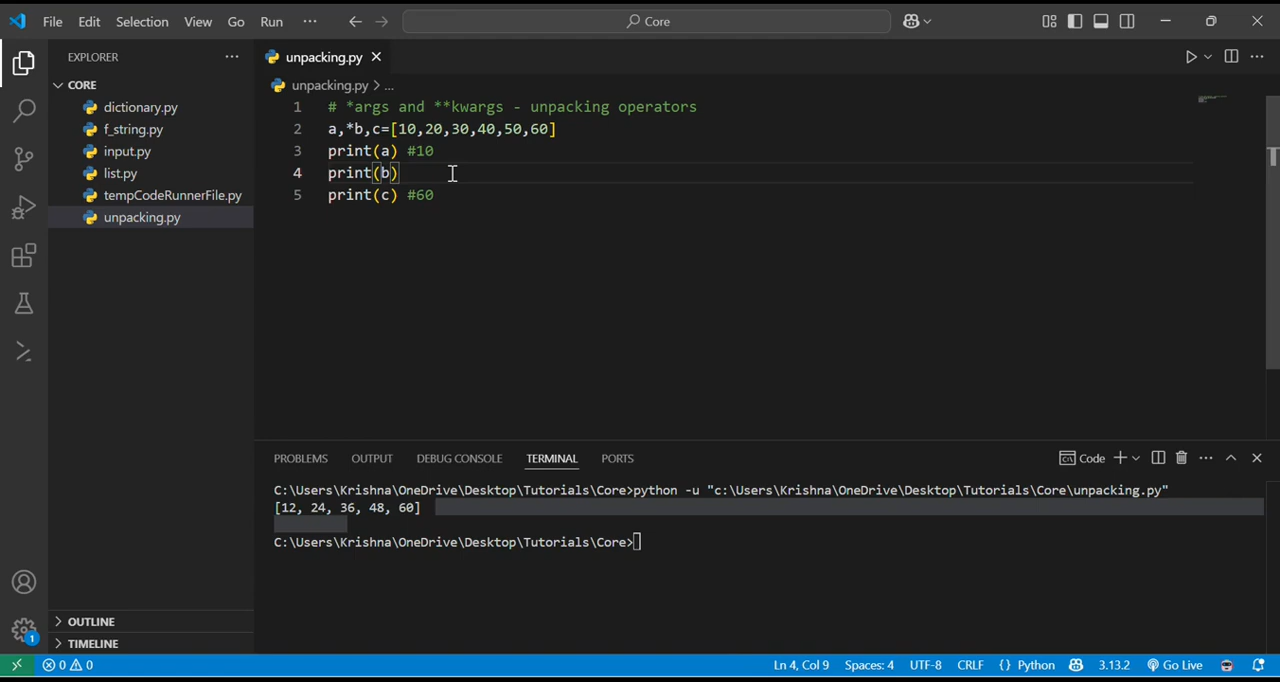 File Edit Selection View Go Run ··· Core
EXPLORER ···
CORE
dictionary.py
f_string.py
input.py
list.py
tempCodeRunnerFile.py
unpacking.py
OUTLINE
TIMELINE
unpacking.py
unpacking.py > ...
1 # *args and **kwargs - unpacking operators
2 a,*b,c=[10,20,30,40,50,60]
3 print(a) #10
4 print(b)
5 print(c) #60
PROBLEMS OUTPUT DEBUG CONSOLE TERMINAL PORTS Code
C:\Users\Krishna\OneDrive\Desktop\Tutorials\Core>python -u "c:\Users\Krishna\OneDrive\Desktop\Tutorials\Core\unpacking.py"
[12, 24, 36, 48, 60]
C:\Users\Krishna\OneDrive\Desktop\Tutorials\Core>
1
0 0 Ln 4, Col 9 Spaces: 4 UTF-8 CRLF {} Python 3.13.2 Go Live